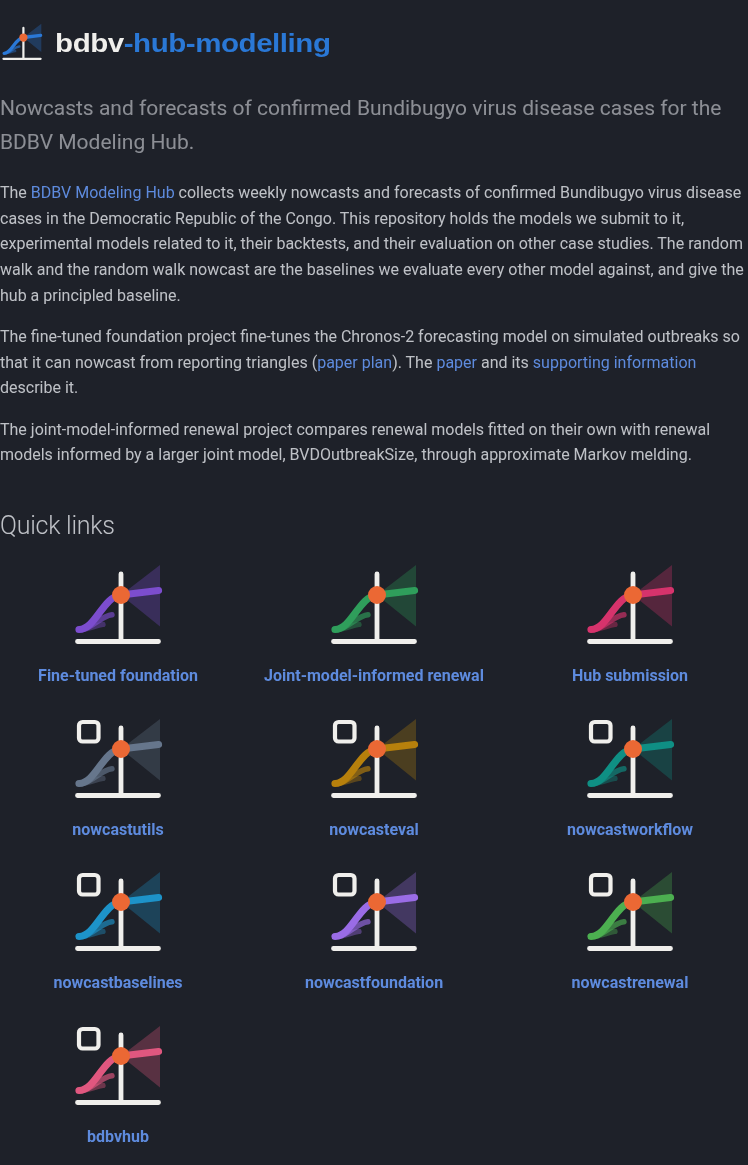 bdbv-hub-modelling
Nowcasts and forecasts of confirmed Bundibugyo virus disease cases for the
BDBV Modeling Hub.
The BDBV Modeling Hub collects weekly nowcasts and forecasts of confirmed Bundibugyo virus disease
cases in the Democratic Republic of the Congo. This repository holds the models we submit to it,
experimental models related to it, their backtests, and their evaluation on other case studies. The random
walk and the random walk nowcast are the baselines we evaluate every other model against, and give the
hub a principled baseline.
The fine-tuned foundation project fine-tunes the Chronos-2 forecasting model on simulated outbreaks so
that it can nowcast from reporting triangles (paper plan). The paper and its supporting information
describe it.
The joint-model-informed renewal project compares renewal models fitted on their own with renewal
models informed by a larger joint model, BVDOutbreakSize, through approximate Markov melding.
Quick links
Fine-tuned foundation
Joint-model-informed renewal
Hub submission
nowcastutils
nowcasteval
nowcastworkflow
nowcastbaselines
nowcastfoundation
nowcastrenewal
bdbvhub